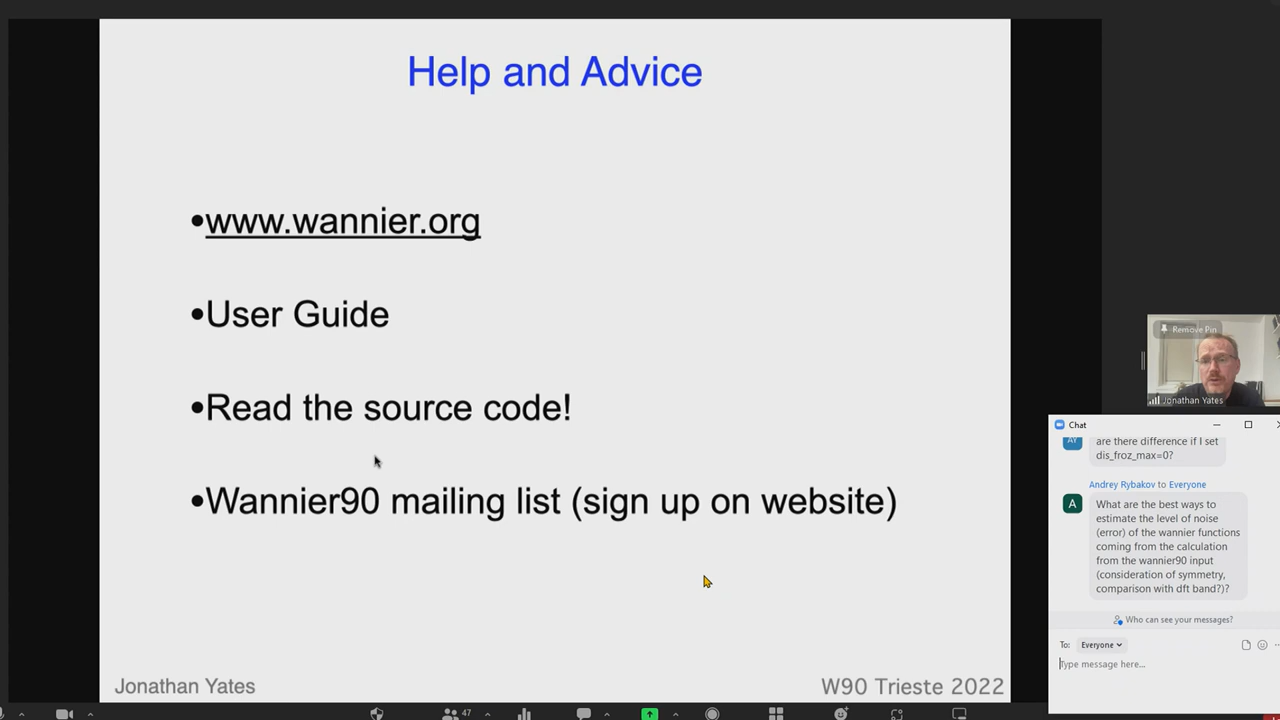 Help and Advice
•www.wannier.org
•User Guide
•Read the source code!
•Wannier90 mailing list (sign up on website)
Jonathan Yates
W90 Trieste 2022
Remove Pin
Jonathan Yates
Chat
AY
are there difference if I set
dis_froz_max=0?
Andrey Rybakov to Everyone
A
What are the best ways to
estimate the level of noise
(error) of the wannier functions
coming from the calculation
from the wannier90 input
(consideration of symmetry,
comparison with dft band?)?
Who can see your messages?
To: Everyone
Type message here...
47